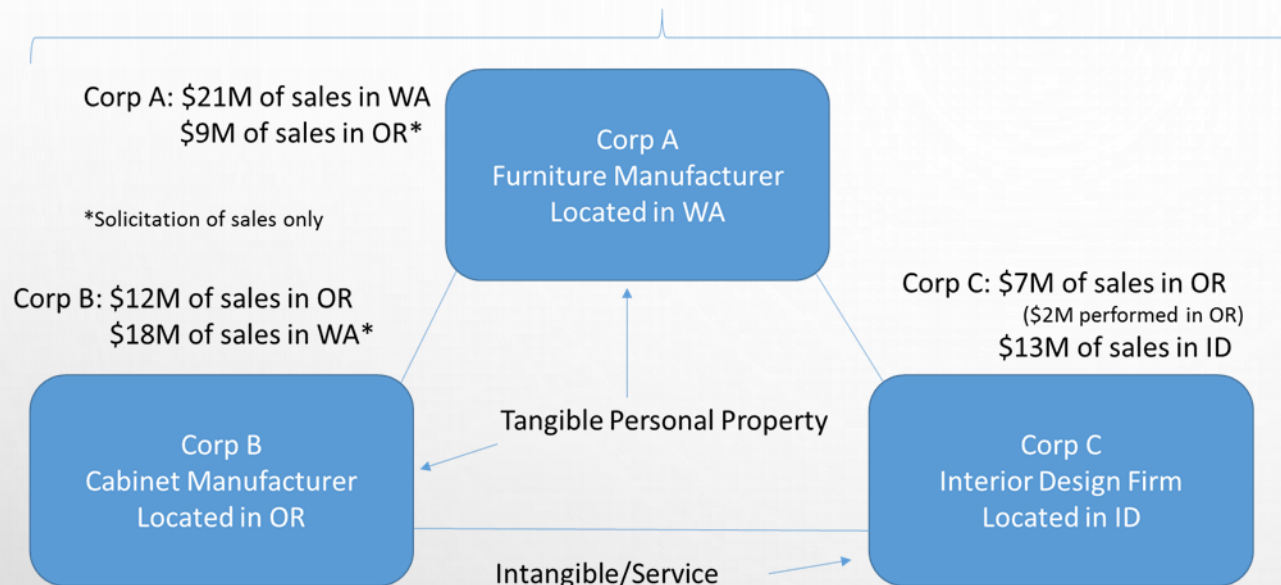 Corp A: $21M of sales in WA
$9M of sales in OR*
*Solicitation of sales only
Corp A
Furniture Manufacturer
Located in WA
Corp B: $12M of sales in OR
$18M of sales in WA*
Corp C: $7M of sales in OR
($2M performed in OR)
$13M of sales in ID
Tangible Personal Property
Corp B
Cabinet Manufacturer
Located in OR
Corp C
Interior Design Firm
Located in ID
Intangible/Service